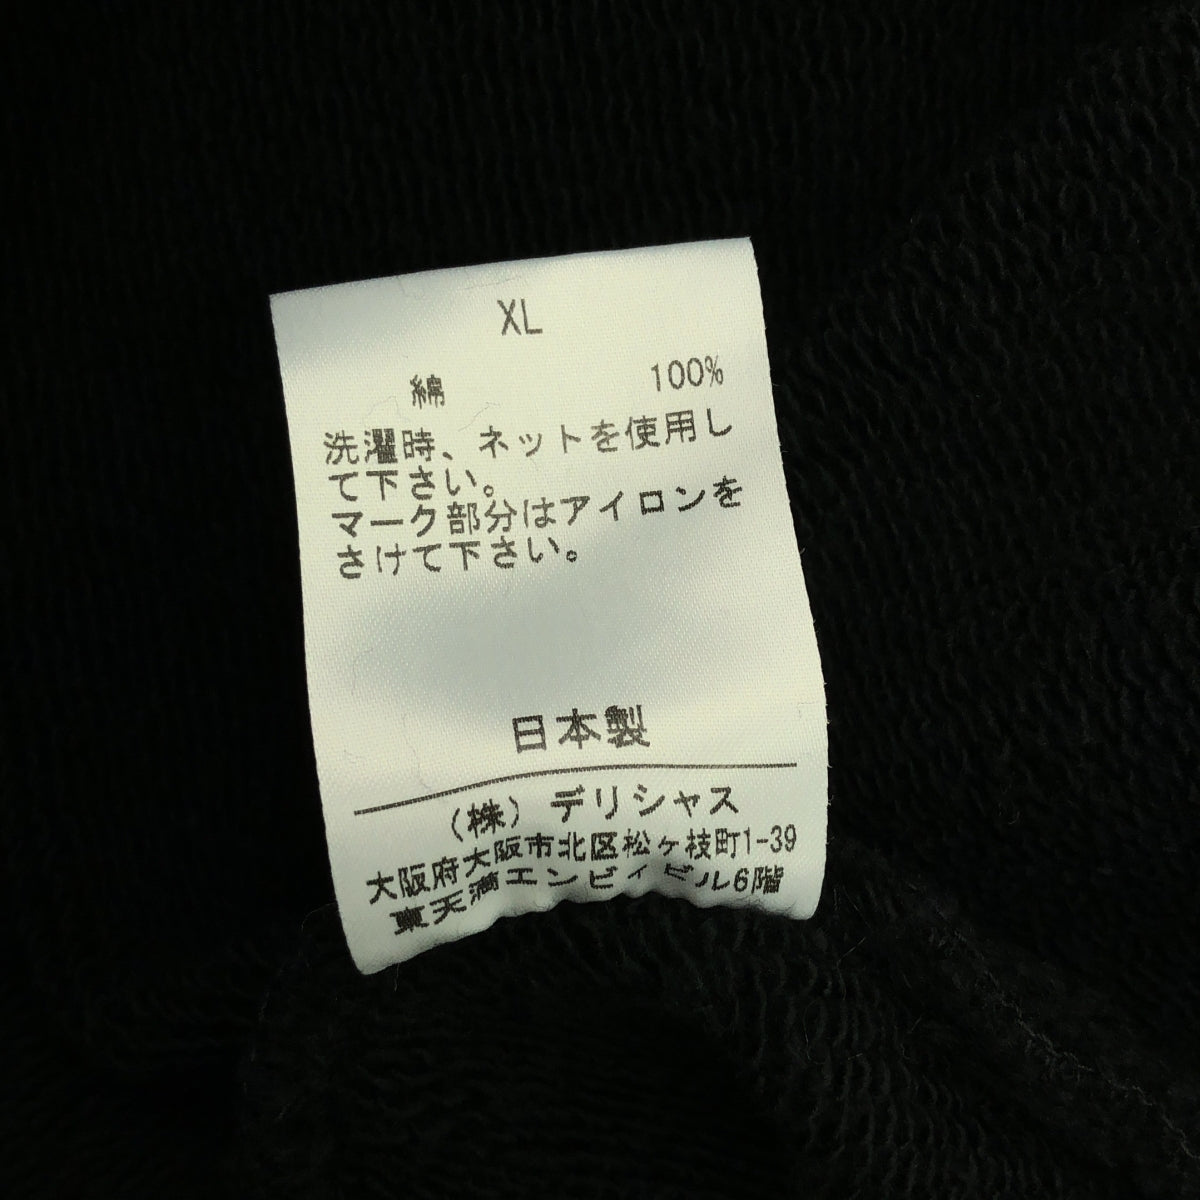 XL
綿 100%
洗濯時、ネットを使用し
て下さい。
マーク部分はアイロンを
さけて下さい。
日本製
(株) デリシャス
大阪府大阪市北区松ヶ枝町1-39
東天満エンビイビル6階